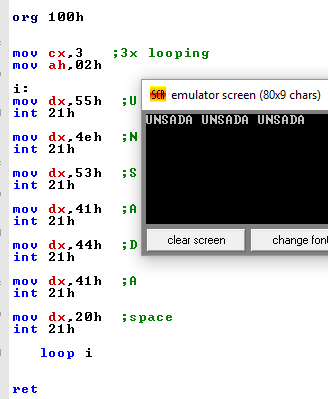 org 100h
mov cx,3 ;3x looping
mov ah,02h
i:
mov dx,55h ;U
int 21h
mov dx,4eh ;N
int 21h
mov dx,53h ;S
int 21h
mov dx,41h ;A
int 21h
mov dx,44h ;D
int 21h
mov dx,41h ;A
int 21h
mov dx,20h ;space
int 21h
loop i
ret
SCR emulator screen (80x9 chars)
UNSADA UNSADA UNSADA
clear screen change font